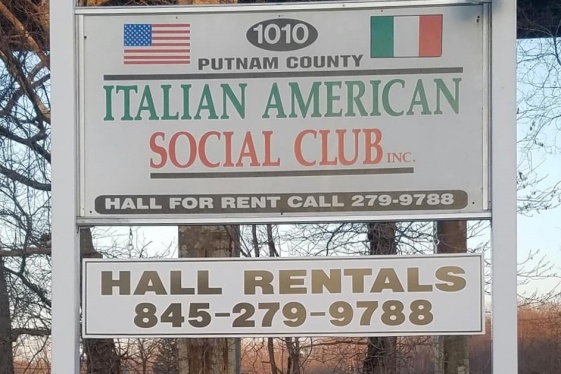 1010
PUTNAM COUNTY
ITALIAN AMERICAN
SOCIAL CLUB INC.
HALL FOR RENT CALL 279-9788
HALL RENTALS
845-279-9788